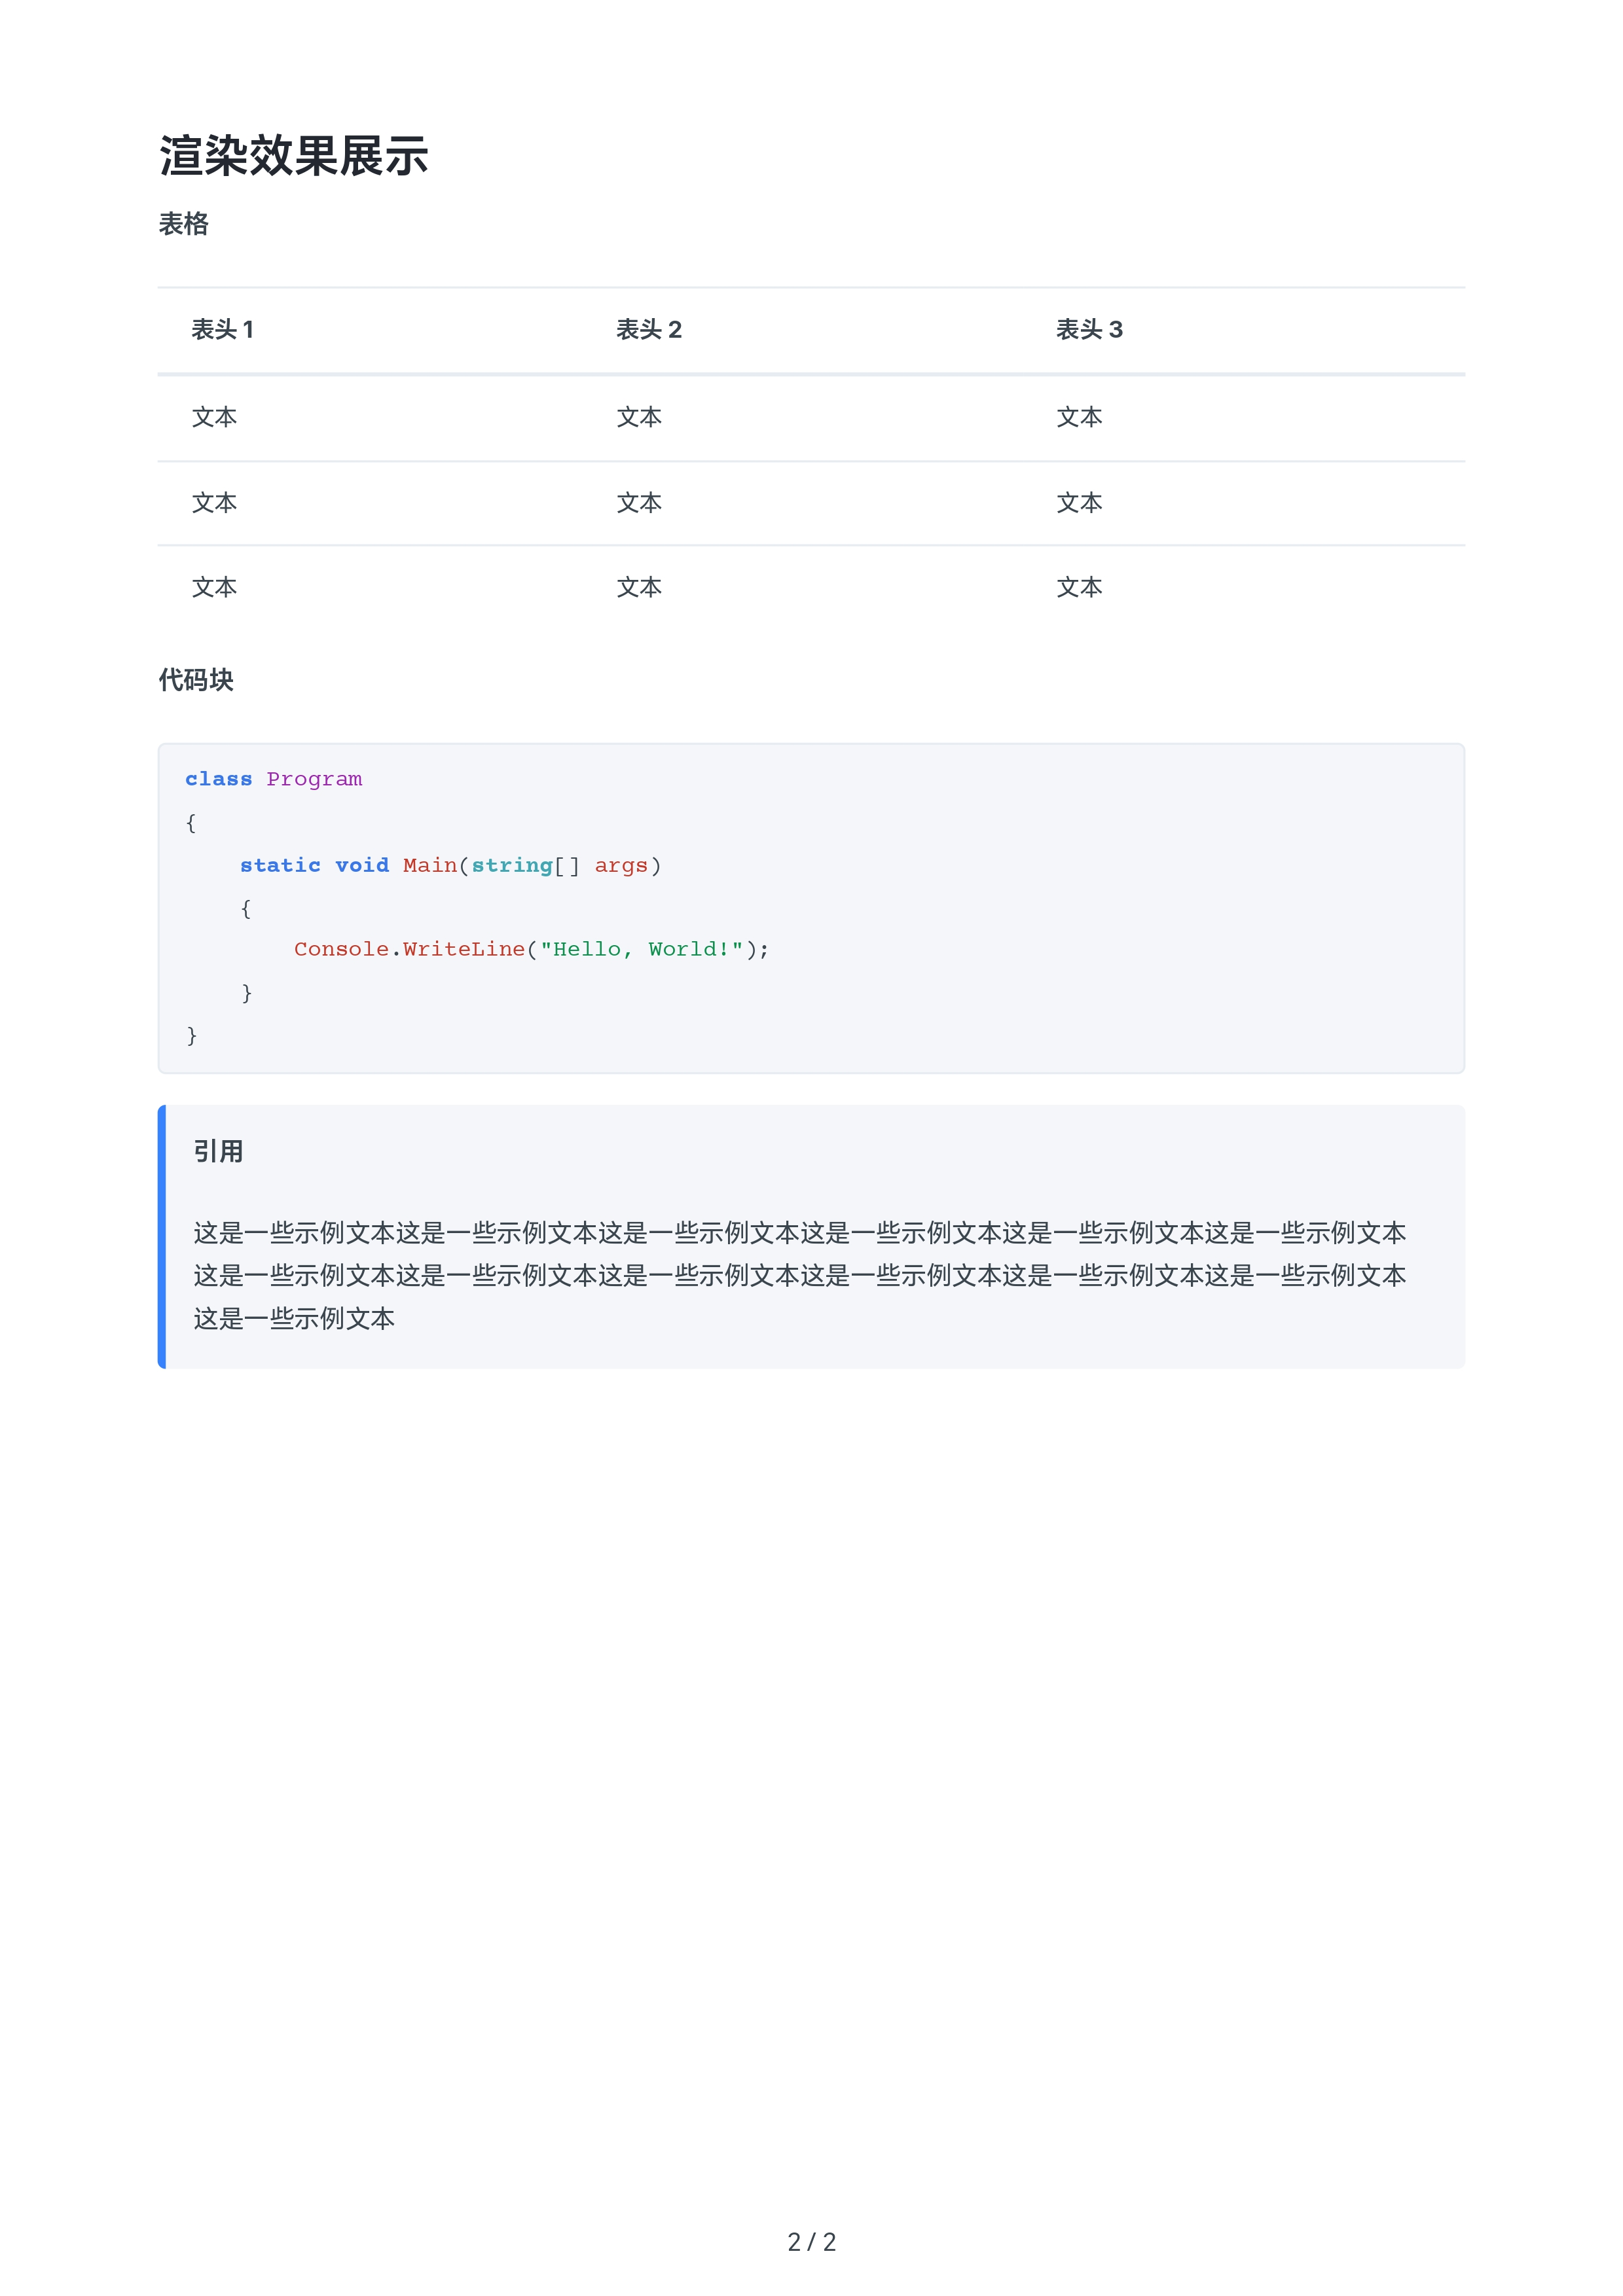 渲染效果展示
表格
表头 1 表头 2 表头 3
文本 文本 文本
文本 文本 文本
文本 文本 文本
代码块
class Program
{
    static void Main(string[] args)
    {
        Console.WriteLine("Hello, World!");
    }
}
引用
这是一些示例文本这是一些示例文本这是一些示例文本这是一些示例文本这是一些示例文本这是一些示例文本
这是一些示例文本这是一些示例文本这是一些示例文本这是一些示例文本这是一些示例文本这是一些示例文本
这是一些示例文本
2 / 2